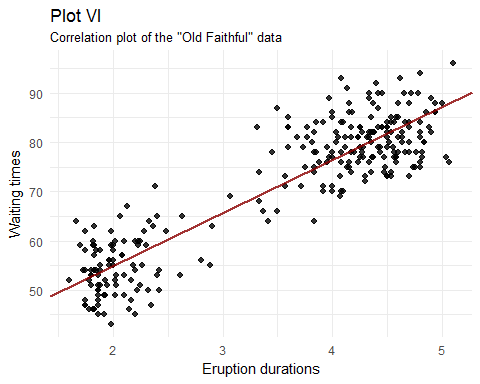 Plot VI
Correlation plot of the "Old Faithful" data
90
80
70
60
50
Waiting times
2
3
4
5
Eruption durations